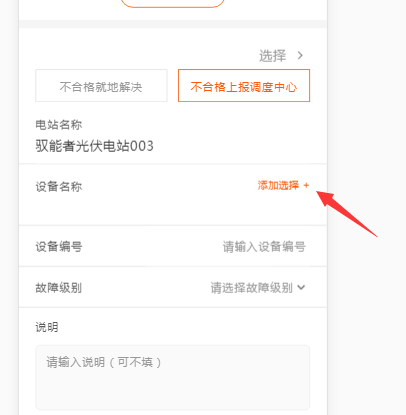 选择
不合格就地解决 不合格上报调度中心
电站名称
驭能者光伏电站003
设备名称 添加选择 +
设备编号 请输入设备编号
故障级别 请选择故障级别
说明
请输入说明（可不填）